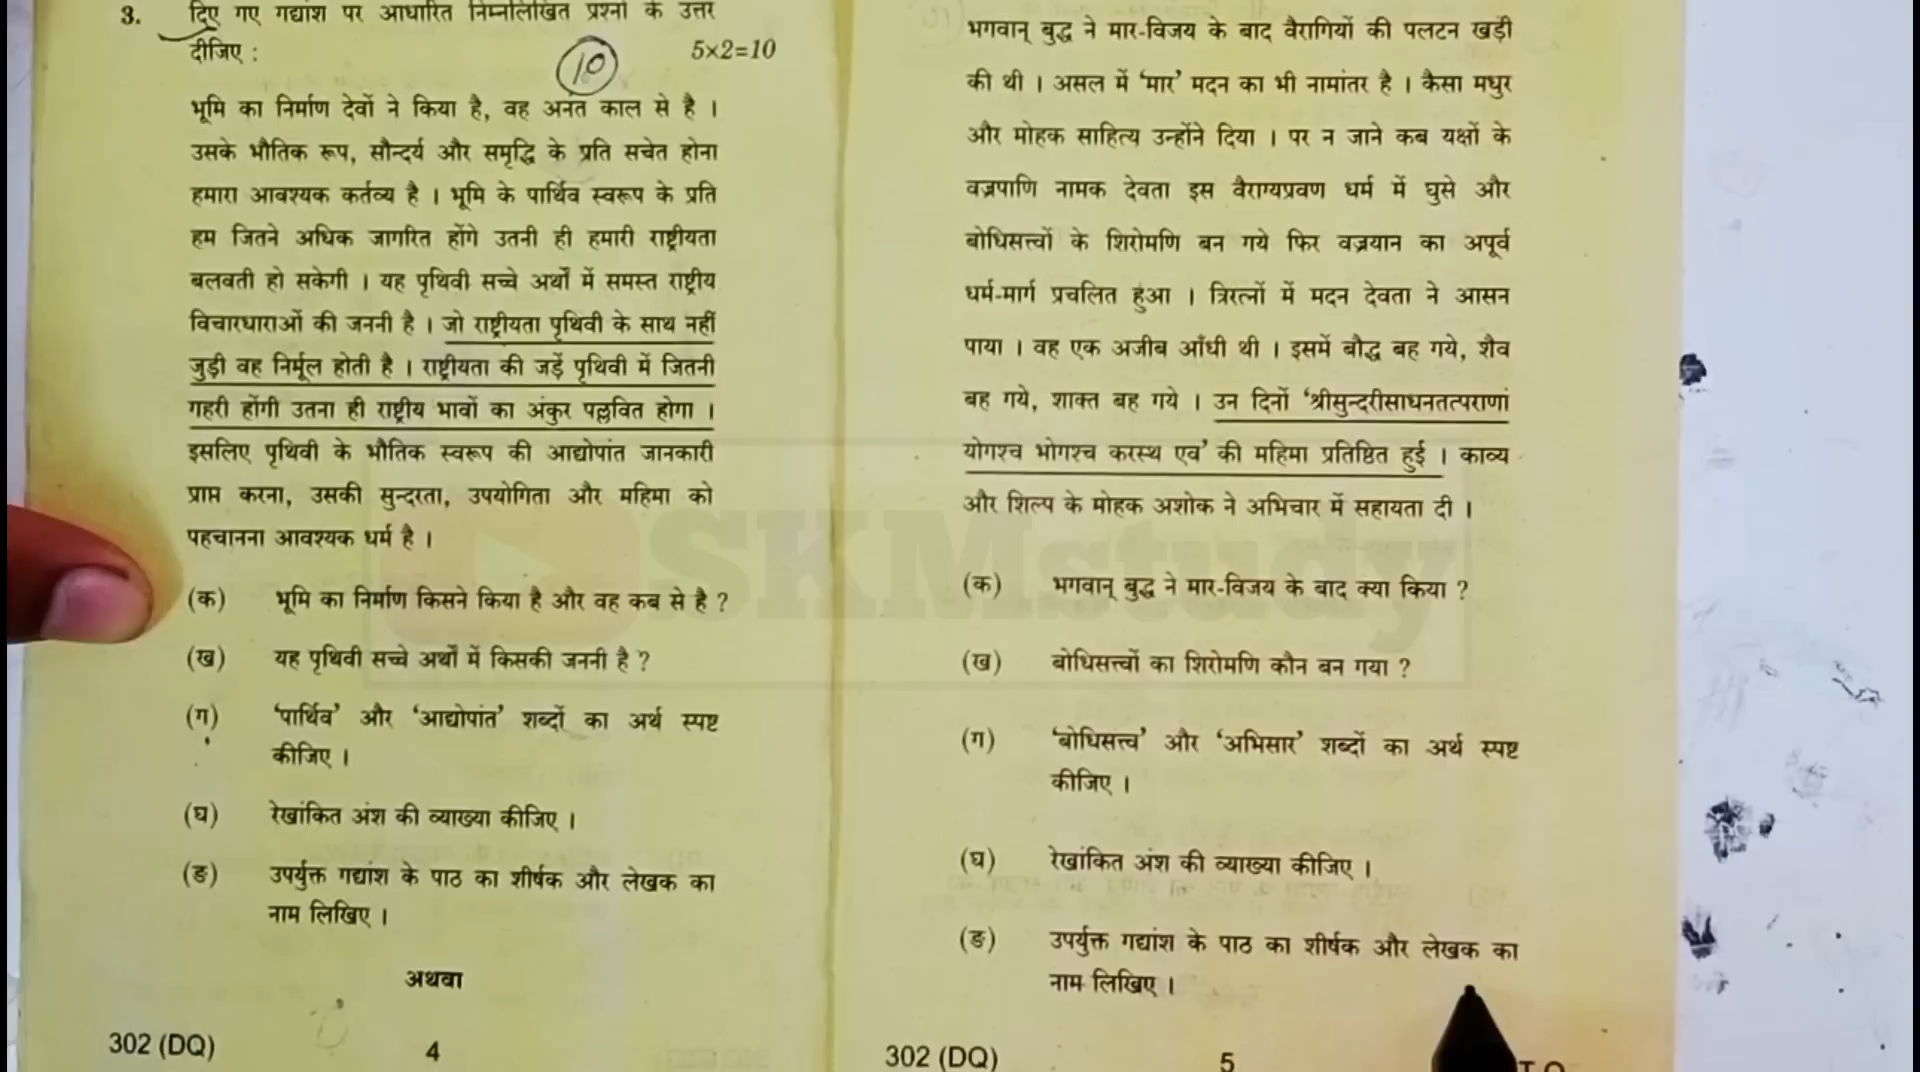 3. दिए गए गद्यांश पर आधारित निम्नलिखित प्रश्नों के उत्तर
दीजिए : 5×2=10
10
भूमि का निर्माण देवों ने किया है, वह अनंत काल से है ।
उसके भौतिक रूप, सौन्दर्य और समृद्धि के प्रति सचेत होना
हमारा आवश्यक कर्तव्य है । भूमि के पार्थिव स्वरूप के प्रति
हम जितने अधिक जागरित होंगे उतनी ही हमारी राष्ट्रीयता
बलवती हो सकेगी । यह पृथिवी सच्चे अर्थों में समस्त राष्ट्रीय
विचारधाराओं की जननी है । जो राष्ट्रीयता पृथिवी के साथ नहीं
जुड़ी वह निर्मूल होती है । राष्ट्रीयता की जड़ें पृथिवी में जितनी
गहरी होंगी उतना ही राष्ट्रीय भावों का अंकुर पल्लवित होगा ।
इसलिए पृथिवी के भौतिक स्वरूप की आद्योपांत जानकारी
प्राप्त करना, उसकी सुन्दरता, उपयोगिता और महिमा को
पहचानना आवश्यक धर्म है ।
(क) भूमि का निर्माण किसने किया है और वह कब से है ?
(ख) यह पृथिवी सच्चे अर्थों में किसकी जननी है ?
(ग) 'पार्थिव' और 'आद्योपांत' शब्दों का अर्थ स्पष्ट
कीजिए ।
(घ) रेखांकित अंश की व्याख्या कीजिए ।
(ङ) उपर्युक्त गद्यांश के पाठ का शीर्षक और लेखक का
नाम लिखिए ।
अथवा
302 (DQ) 4
भगवान् बुद्ध ने मार-विजय के बाद वैरागियों की पलटन खड़ी
की थी । असल में 'मार' मदन का भी नामांतर है । कैसा मधुर
और मोहक साहित्य उन्होंने दिया । पर न जाने कब यक्षों के
वज्रपाणि नामक देवता इस वैराग्यप्रवण धर्म में घुसे और
बोधिसत्त्वों के शिरोमणि बन गये फिर वज्रयान का अपूर्व
धर्म-मार्ग प्रचलित हुआ । त्रिरत्नों में मदन देवता ने आसन
पाया । वह एक अजीब आँधी थी । इसमें बौद्ध बह गये, शैव
बह गये, शाक्त बह गये । उन दिनों 'श्रीसुन्दरीसाधनतत्पराणां
योगश्च भोगश्च करस्थ एव' की महिमा प्रतिष्ठित हुई । काव्य
और शिल्प के मोहक अशोक ने अभिचार में सहायता दी ।
SKMstudy
(क) भगवान् बुद्ध ने मार-विजय के बाद क्या किया ?
(ख) बोधिसत्त्वों का शिरोमणि कौन बन गया ?
(ग) 'बोधिसत्त्व' और 'अभिसार' शब्दों का अर्थ स्पष्ट
कीजिए ।
(घ) रेखांकित अंश की व्याख्या कीजिए ।
(ङ) उपर्युक्त गद्यांश के पाठ का शीर्षक और लेखक का
नाम लिखिए ।
302 (DQ) 5